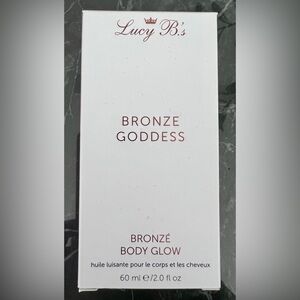 Lucy B.'s
BRONZE
GODDESS
BRONZÉ
BODY GLOW
huile luisante pour le corps et les cheveux
60 ml ℮/2.0 fl oz